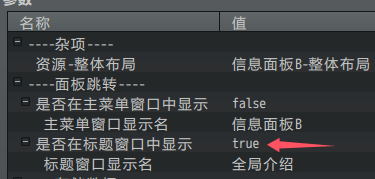 参数
名称 值
----杂项----
资源-整体布局 信息面板B-整体布局
----面板跳转----
是否在主菜单窗口中显示 false
主菜单窗口显示名 信息面板B
是否在标题窗口中显示 true
标题窗口显示名 全局介绍